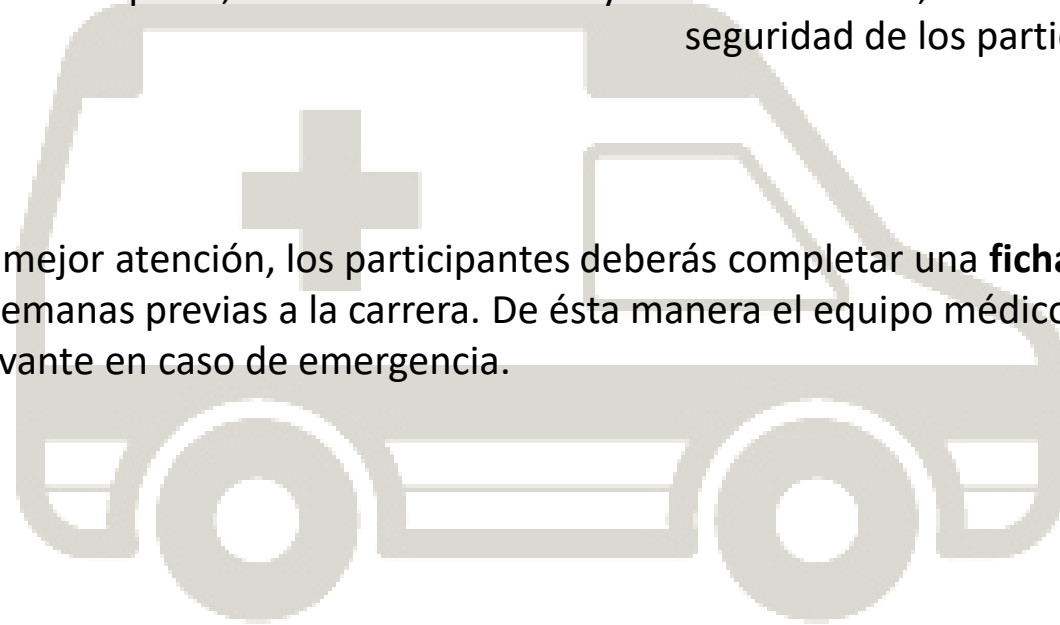 seguridad de los parti
mejor atención, los participantes deberás completar una ficha
emanas previas a la carrera. De ésta manera el equipo médico
vante en caso de emergencia.